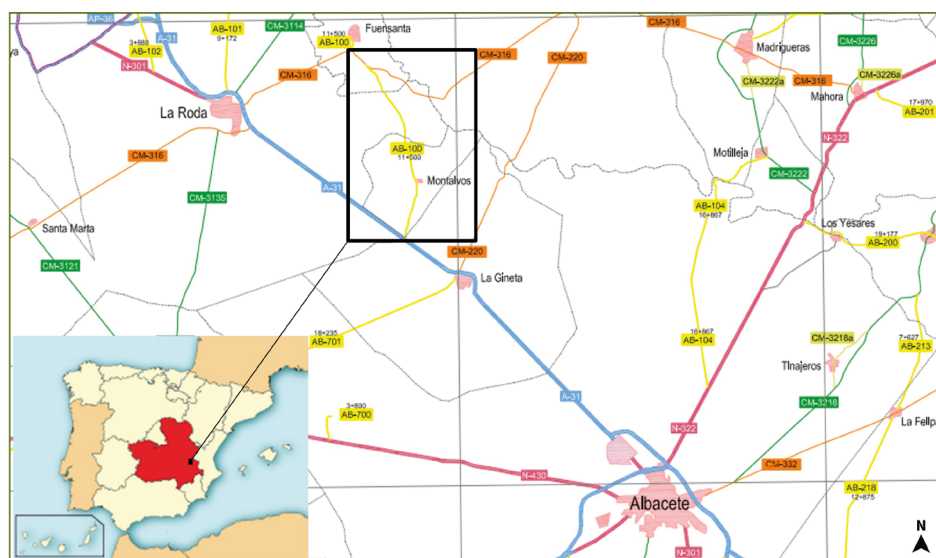 AP-36
AB-101
9+172
CM-3114
11+500
AB-100
Fuensanta
CM-316
Madrigueras
CM-3226
3+880
AB-102
A-31
N-301
CM-316
CM-316
CM-220
CM-3222a
CM-316
CM-3226a
Mahora
17+970
AB-201
La Roda
N-322
CM-316
AB-100
11+500
Motilleja
CM-3222
Montalvos
A-31
CM-3135
AB-104
16+867
Santa Marta
Los Yesares
19+177
AB-200
CM-3121
CM-220
La Gineta
18+235
AB-701
16+867
AB-104
CM-3218a
7+627
AB-213
TInajeros
A-31
CM-3218
3+800
AB-700
N-322
La Fellpa
N-430
CM-332
AB-218
12+875
Albacete
N-301
N